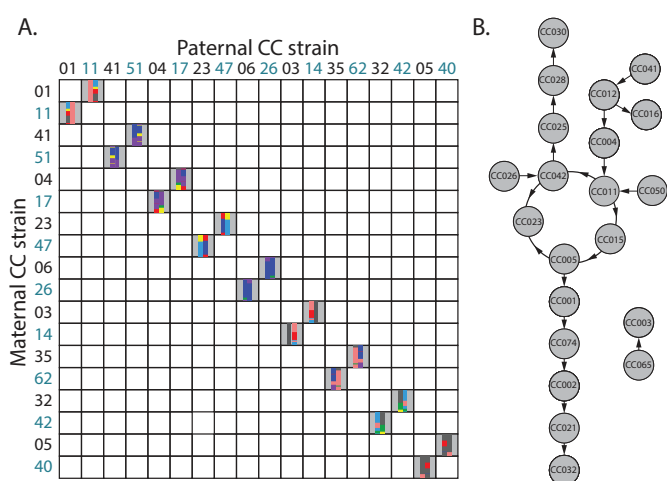 A.
Paternal CC strain
01 11 41 51 04 17 23 47 06 26 03 14 35 62 32 42 05 40
Maternal CC strain
01
11
41
51
04
17
23
47
06
26
03
14
35
62
32
42
05
40
B.
CC030
CC041
CC028
CC012
CC016
CC025
CC004
CC026
CC042
CC011
CC050
CC023
CC015
CC005
CC001
CC003
CC074
CC065
CC002
CC021
CC032